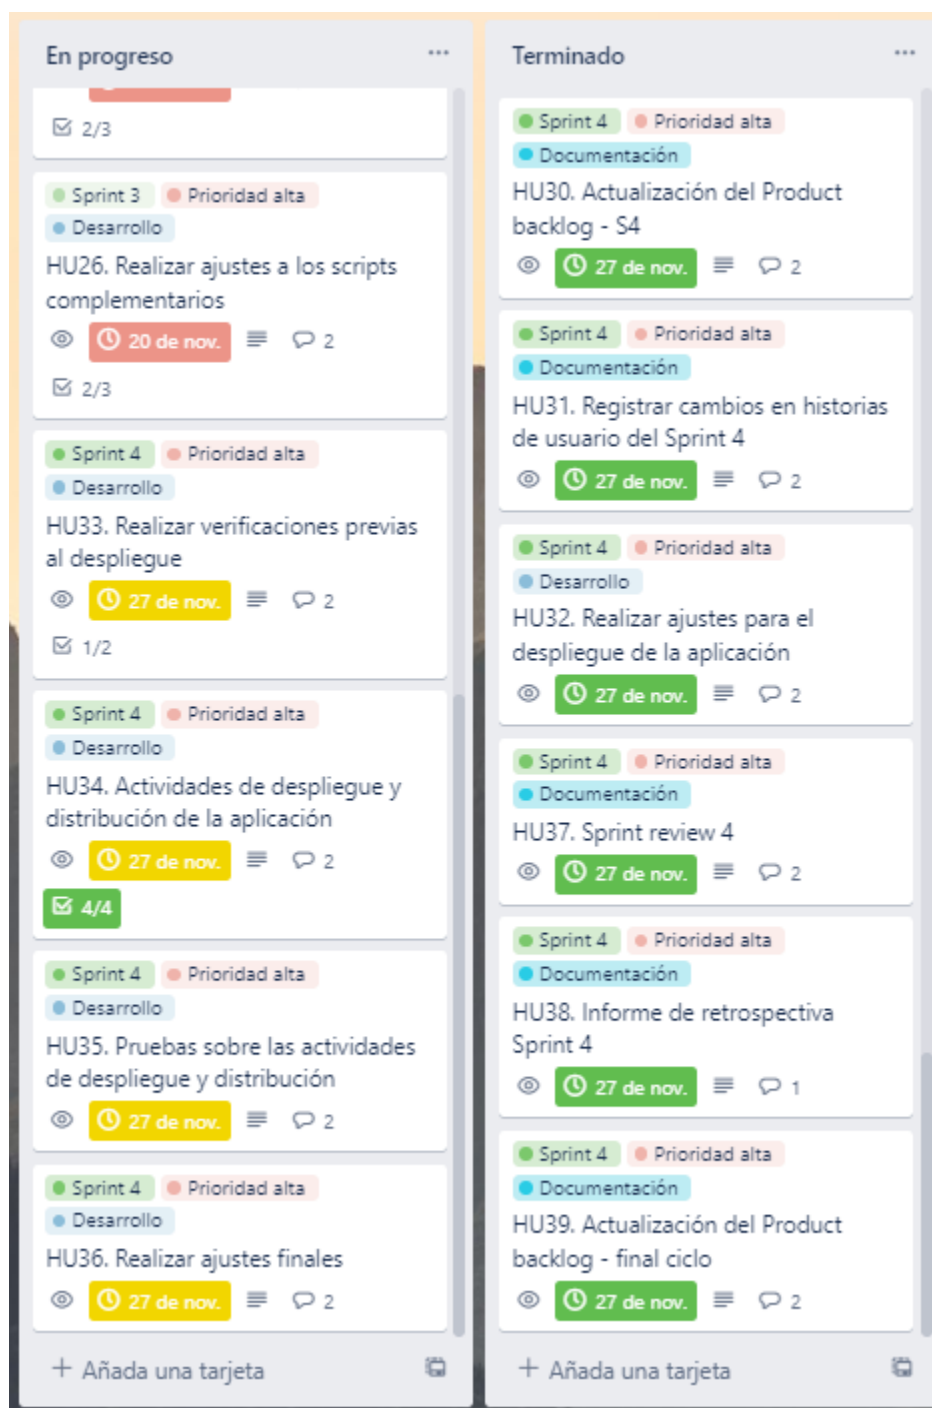 En progreso
2/3
Sprint 3 Prioridad alta
Desarrollo
HU26. Realizar ajustes a los scripts
complementarios
20 de nov. 2
2/3
Sprint 4 Prioridad alta
Desarrollo
HU33. Realizar verificaciones previas
al despliegue
27 de nov. 2
1/2
Sprint 4 Prioridad alta
Desarrollo
HU34. Actividades de despliegue y
distribución de la aplicación
27 de nov. 2
4/4
Sprint 4 Prioridad alta
Desarrollo
HU35. Pruebas sobre las actividades
de despliegue y distribución
27 de nov. 2
Sprint 4 Prioridad alta
Desarrollo
HU36. Realizar ajustes finales
27 de nov. 2
+ Añada una tarjeta
Terminado
Sprint 4 Prioridad alta
Documentación
HU30. Actualización del Product
backlog - S4
27 de nov. 2
Sprint 4 Prioridad alta
Documentación
HU31. Registrar cambios en historias
de usuario del Sprint 4
27 de nov. 2
Sprint 4 Prioridad alta
Desarrollo
HU32. Realizar ajustes para el
despliegue de la aplicación
27 de nov. 2
Sprint 4 Prioridad alta
Documentación
HU37. Sprint review 4
27 de nov. 2
Sprint 4 Prioridad alta
Documentación
HU38. Informe de retrospectiva
Sprint 4
27 de nov. 1
Sprint 4 Prioridad alta
Documentación
HU39. Actualización del Product
backlog - final ciclo
27 de nov. 2
+ Añada una tarjeta